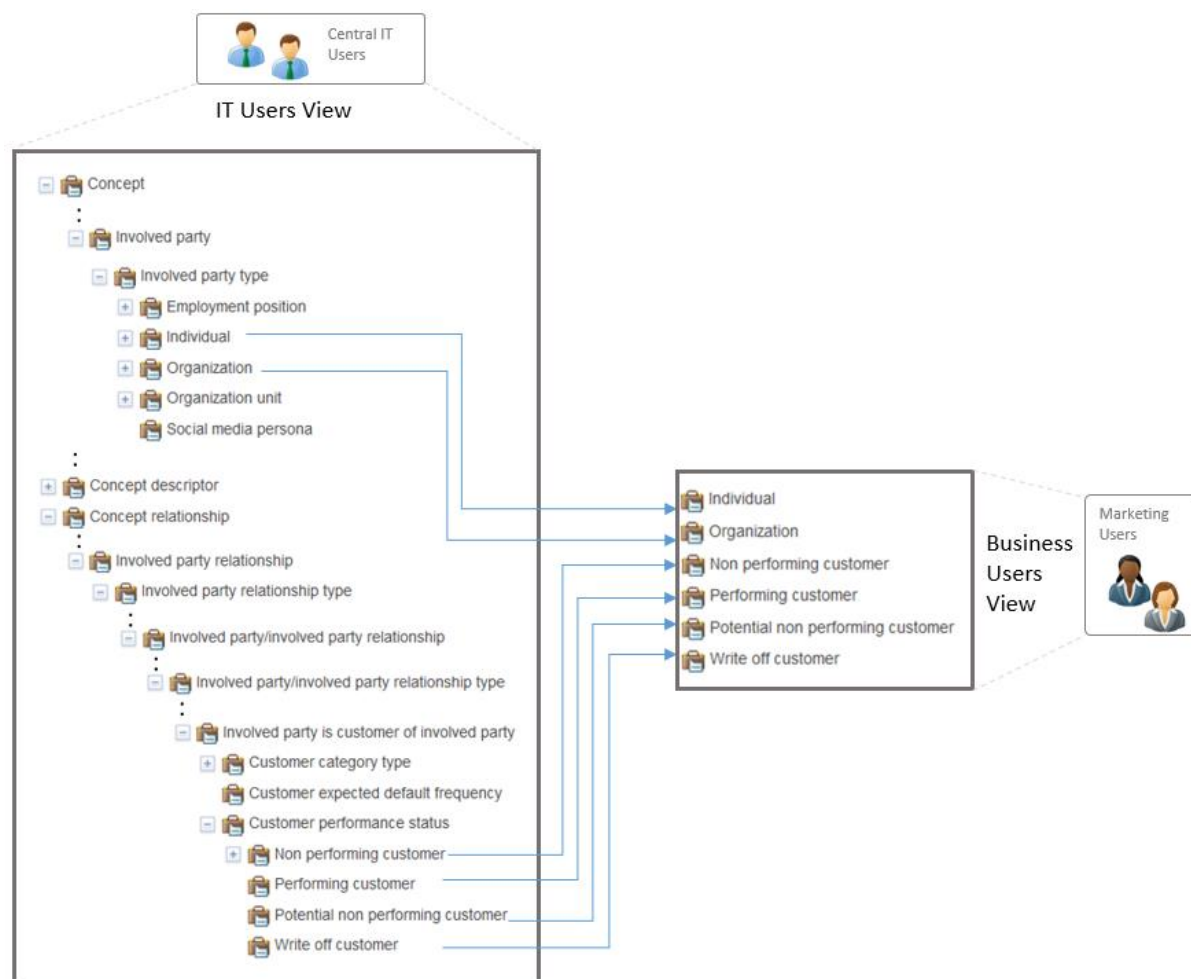 Central IT
Users
IT Users View
Concept
Involved party
Involved party type
Employment position
Individual
Organization
Organization unit
Social media persona
Concept descriptor
Concept relationship
Involved party relationship
Involved party relationship type
Involved party/involved party relationship
Involved party/involved party relationship type
Involved party is customer of involved party
Customer category type
Customer expected default frequency
Customer performance status
Non performing customer
Performing customer
Potential non performing customer
Write off customer
Individual
Organization
Non performing customer
Performing customer
Potential non performing customer
Write off customer
Business
Users
View
Marketing
Users